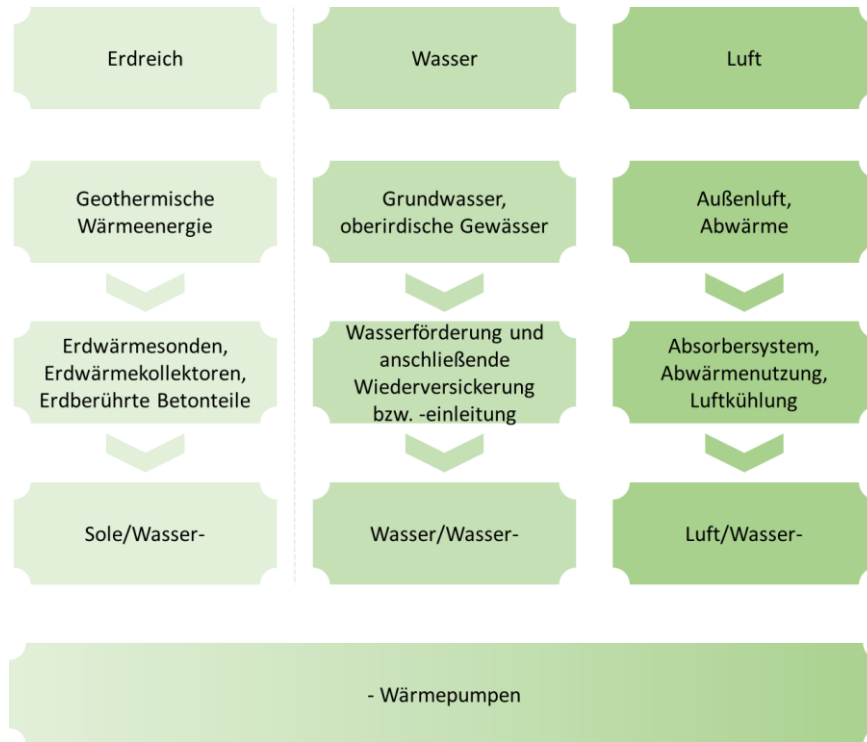 Erdreich
Wasser
Luft
Geothermische
Wärmeenergie
Grundwasser,
oberirdische Gewässer
Außenluft,
Abwärme
Erdwärmesonden,
Erdwärmekollektoren,
Erdberührte Betonteile
Wasserförderung und
anschließende
Wiederversickerung
bzw. -einleitung
Absorbersystem,
Abwärmenutzung,
Luftkühlung
Sole/Wasser-
Wasser/Wasser-
Luft/Wasser-
- Wärmepumpen